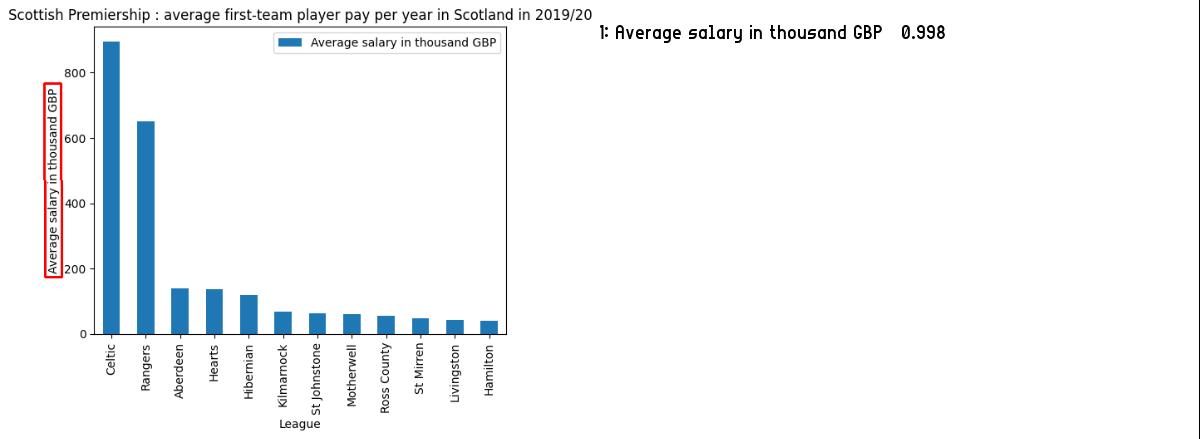 Scottish Premiership : average first-team player pay per year in Scotland in 2019/20
1: Average salary in thousand GBP 0.998
Average salary in thousand GBP
Average salary in thousand GBP
800
600
400
200
0
Celtic
Rangers
Aberdeen
Hearts
Hibernian
Kilmarnock
St Johnstone
Motherwell
Ross County
St Mirren
Livingston
Hamilton
League